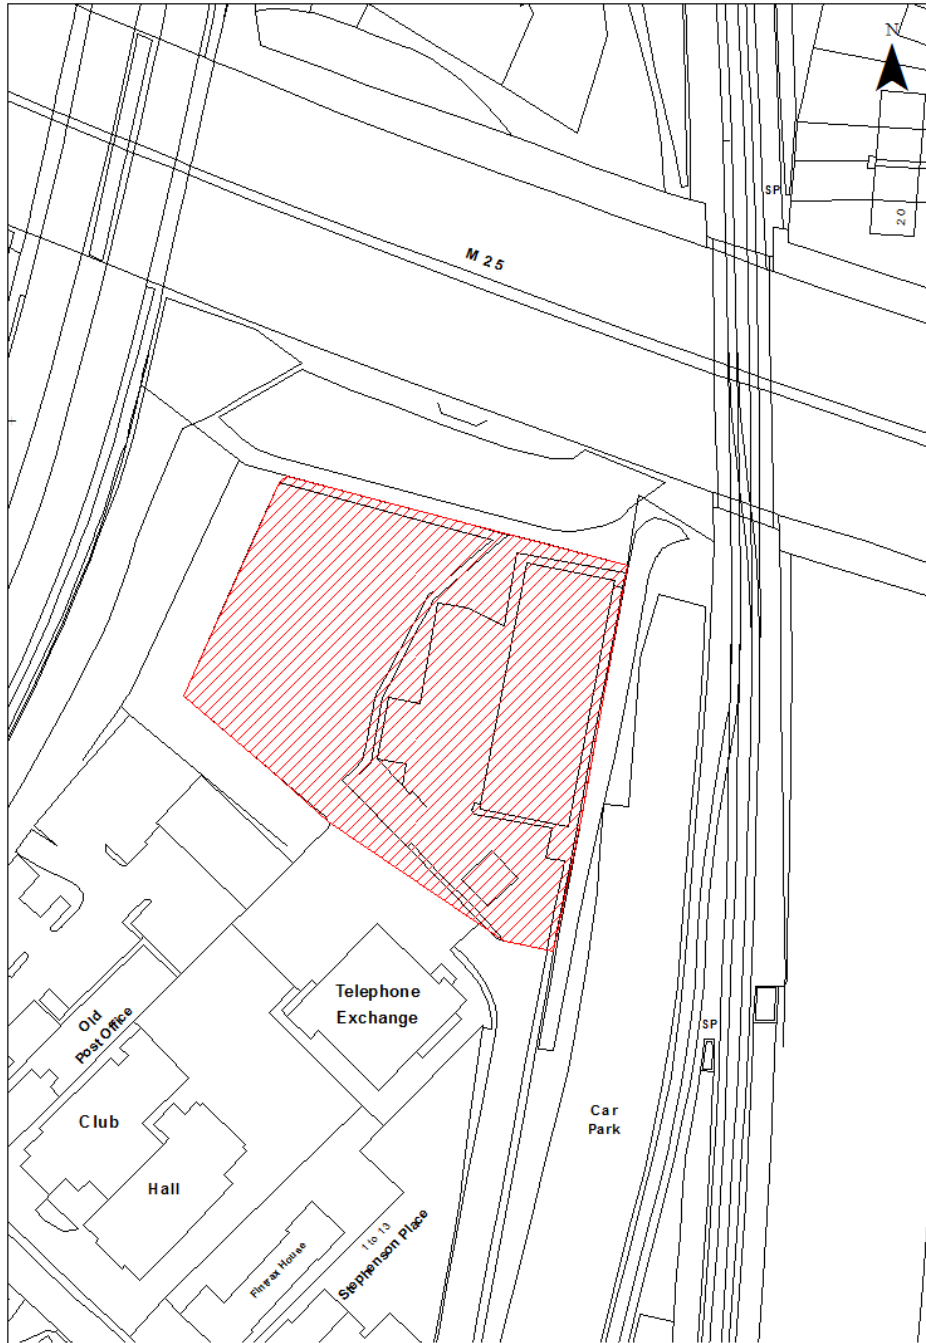 N
SP
20
M 25
Telephone
Exchange
SP
Old
Post Office
Car
Park
Club
Hall
1 to 13
Stephenson Place
Fintrax House